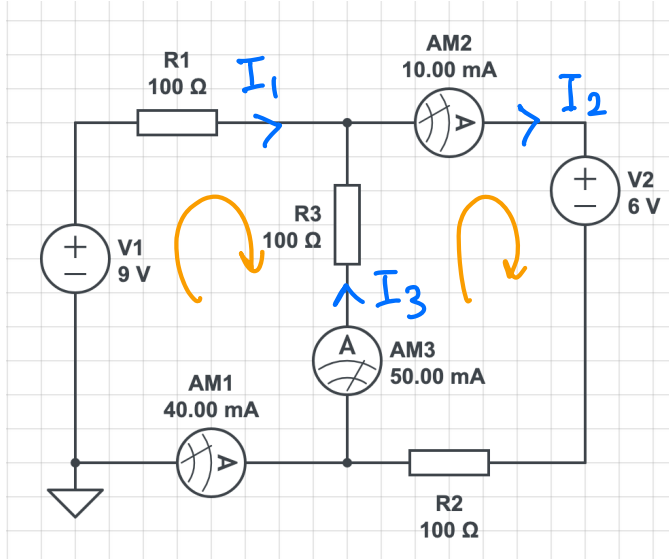 R1
100 Ω
I1
AM2
10.00 mA
A
I2
+
V1
9 V
−
R3
100 Ω
+
V2
6 V
−
I3
A
AM3
50.00 mA
AM1
40.00 mA
A
R2
100 Ω